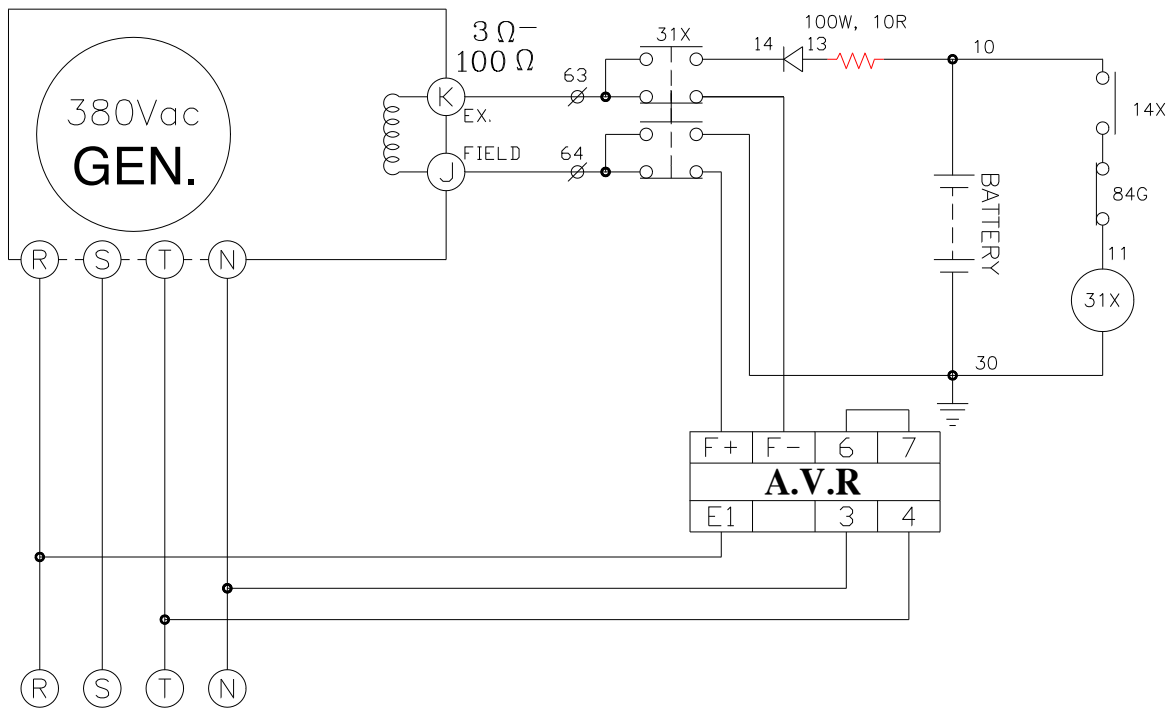 3 Ω-
100 Ω
31X
100W, 10R
14
13
10
380Vac
GEN.
K
EX.
63
J
FIELD
64
14X
84G
BATTERY
11
31X
R
S
T
N
30
F+
F-
6
7
A.V.R
E1
3
4
R
S
T
N